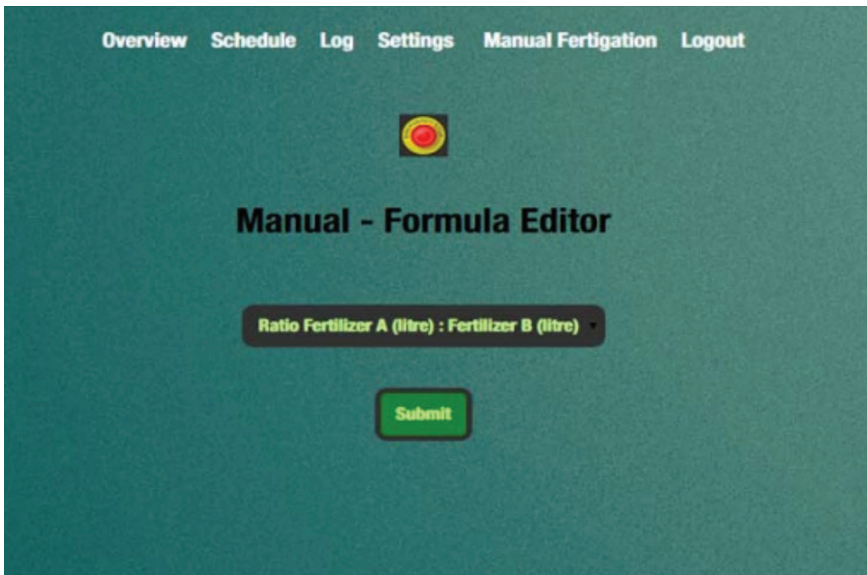 Overview Schedule Log Settings Manual Fertigation Logout
Manual - Formula Editor
Ratio Fertilizer A (litre) : Fertilizer B (litre)
Submit